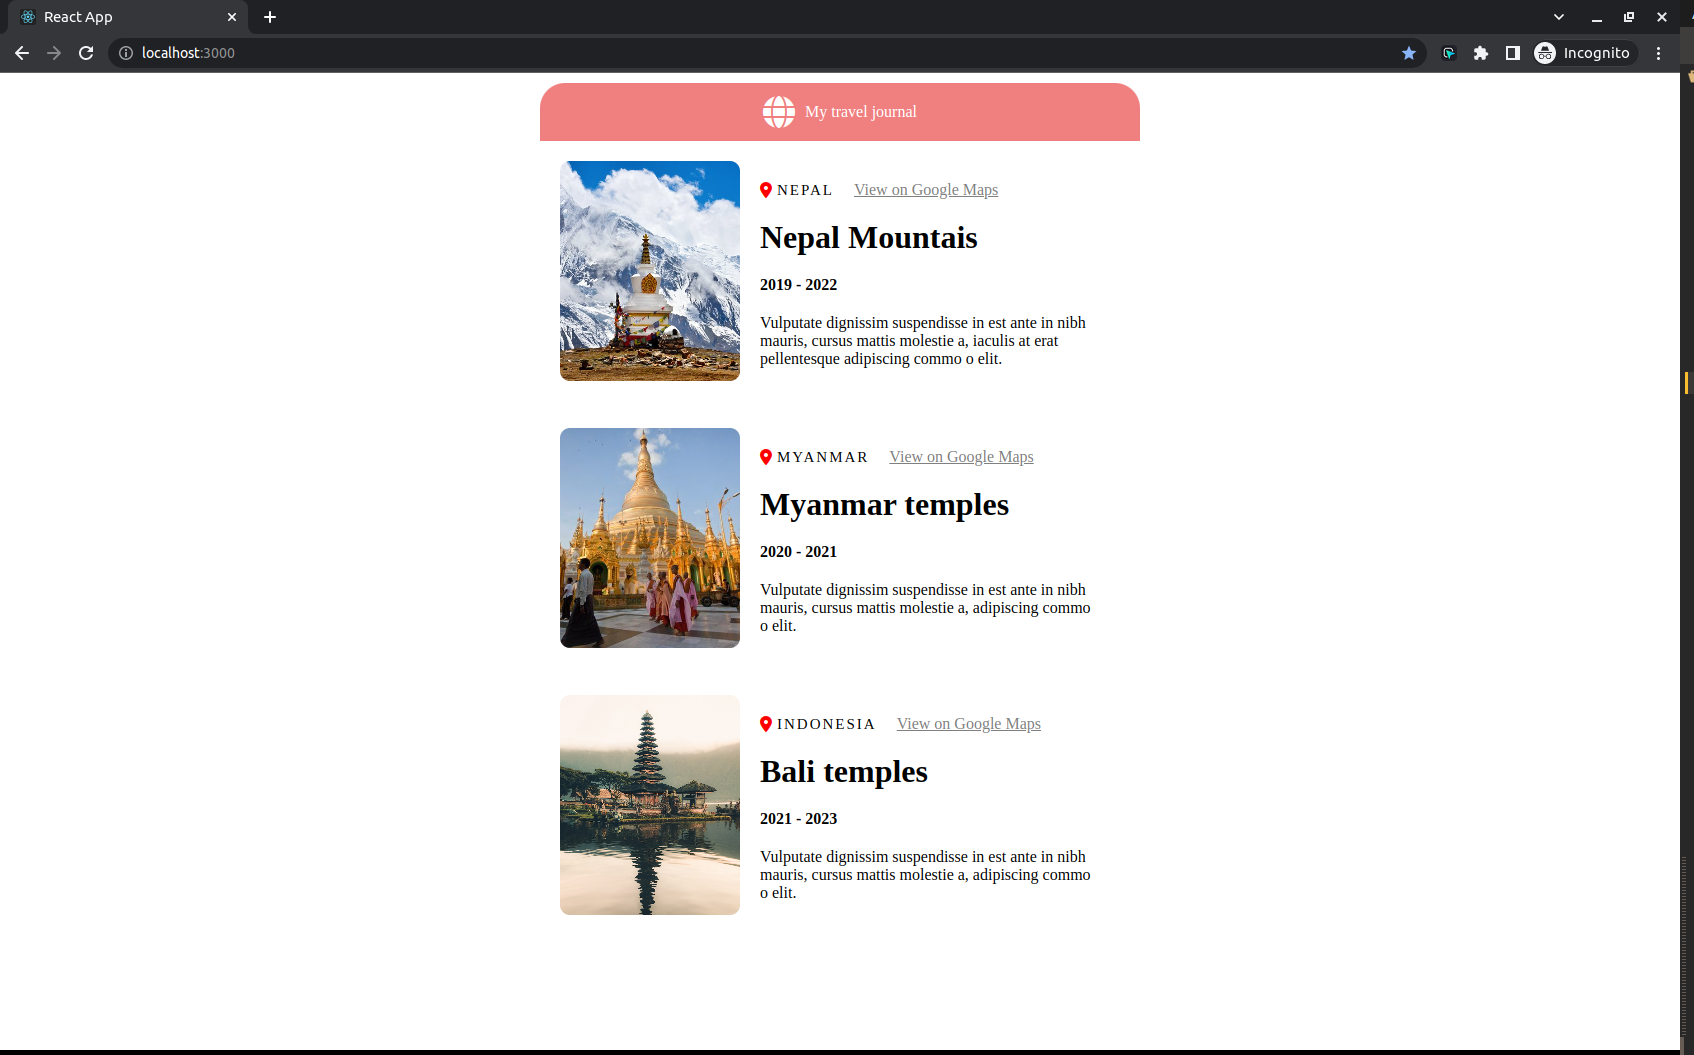 React App
localhost:3000
Incognito
My travel journal
NEPAL View on Google Maps
Nepal Mountais
2019 - 2022
Vulputate dignissim suspendisse in est ante in nibh
mauris, cursus mattis molestie a, iaculis at erat
pellentesque adipiscing commo o elit.
MYANMAR View on Google Maps
Myanmar temples
2020 - 2021
Vulputate dignissim suspendisse in est ante in nibh
mauris, cursus mattis molestie a, adipiscing commo
o elit.
INDONESIA View on Google Maps
Bali temples
2021 - 2023
Vulputate dignissim suspendisse in est ante in nibh
mauris, cursus mattis molestie a, adipiscing commo
o elit.